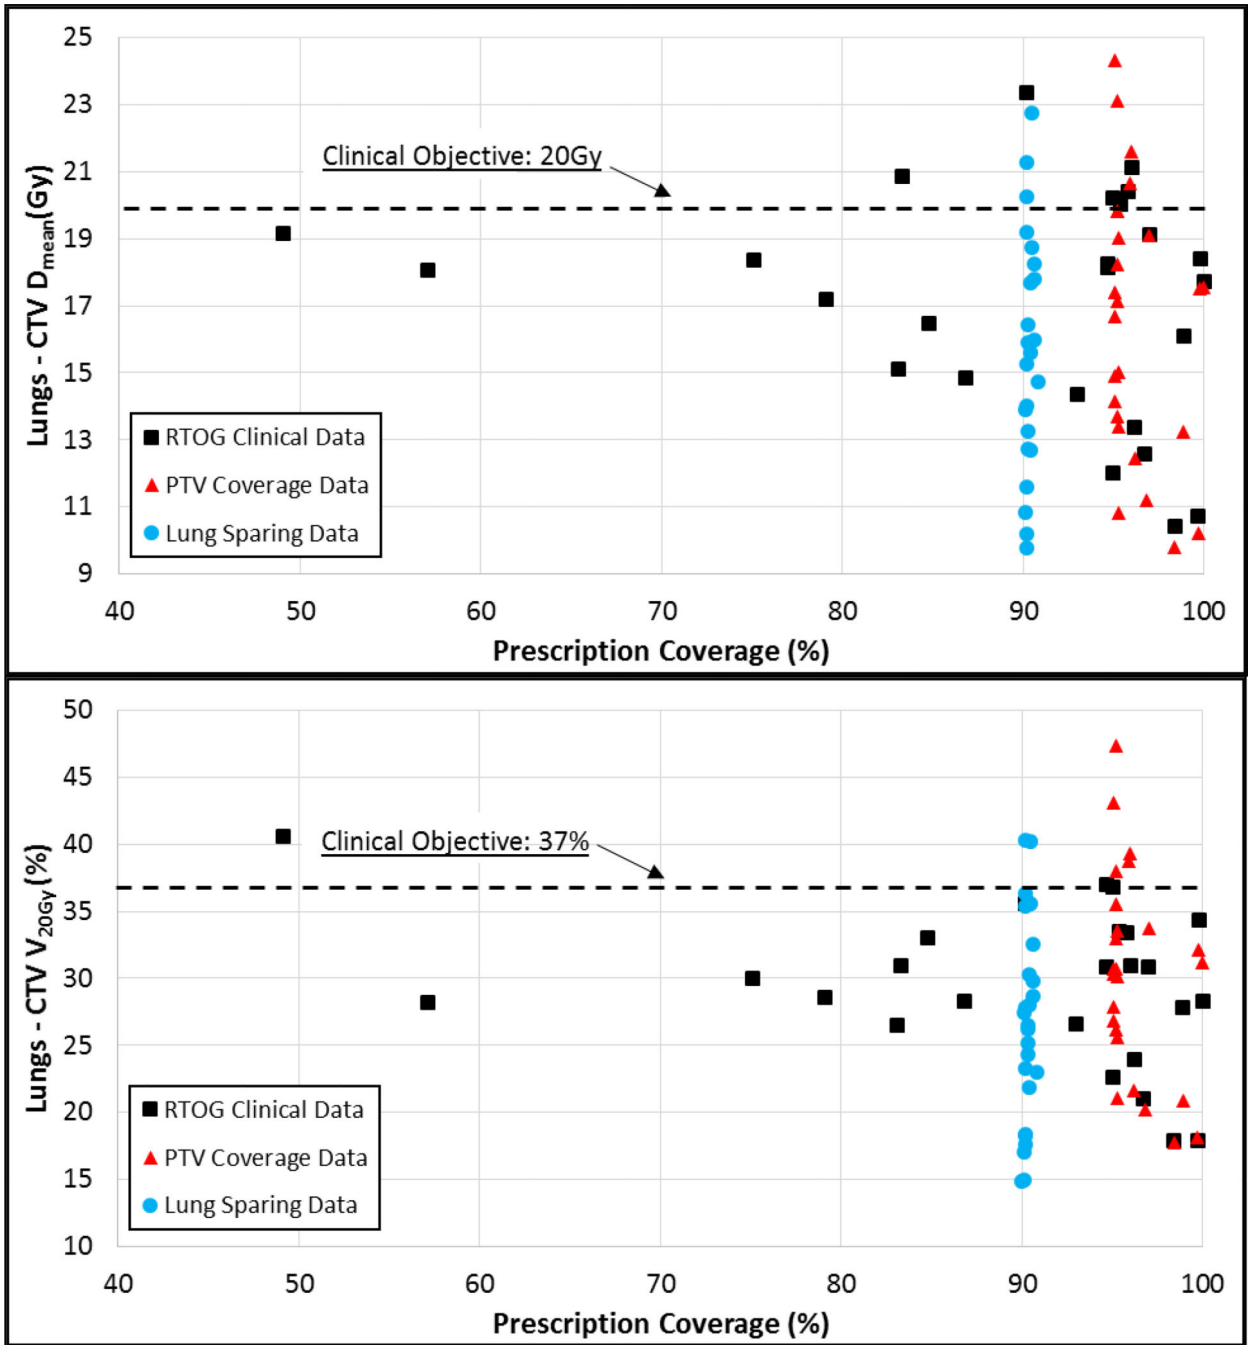 25
23
21
19
17
15
13
11
9
Lungs - CTV Dmean(Gy)
Clinical Objective: 20Gy
RTOG Clinical Data
PTV Coverage Data
Lung Sparing Data
40 50 60 70 80 90 100
Prescription Coverage (%)
50
45
40
35
30
25
20
15
10
Lungs - CTV V20Gy(%)
Clinical Objective: 37%
RTOG Clinical Data
PTV Coverage Data
Lung Sparing Data
40 50 60 70 80 90 100
Prescription Coverage (%)